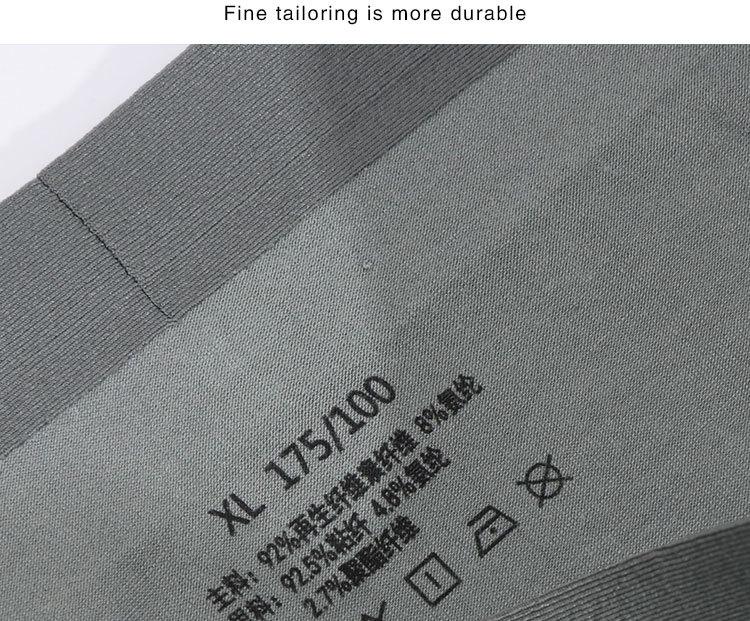 Fine tailoring is more durable
XL 175/100
主料: 92%再生纤维素纤维 8%氨纶
料: 92.5%粘纤 4.8%氨纶
2.7%聚酯纤维